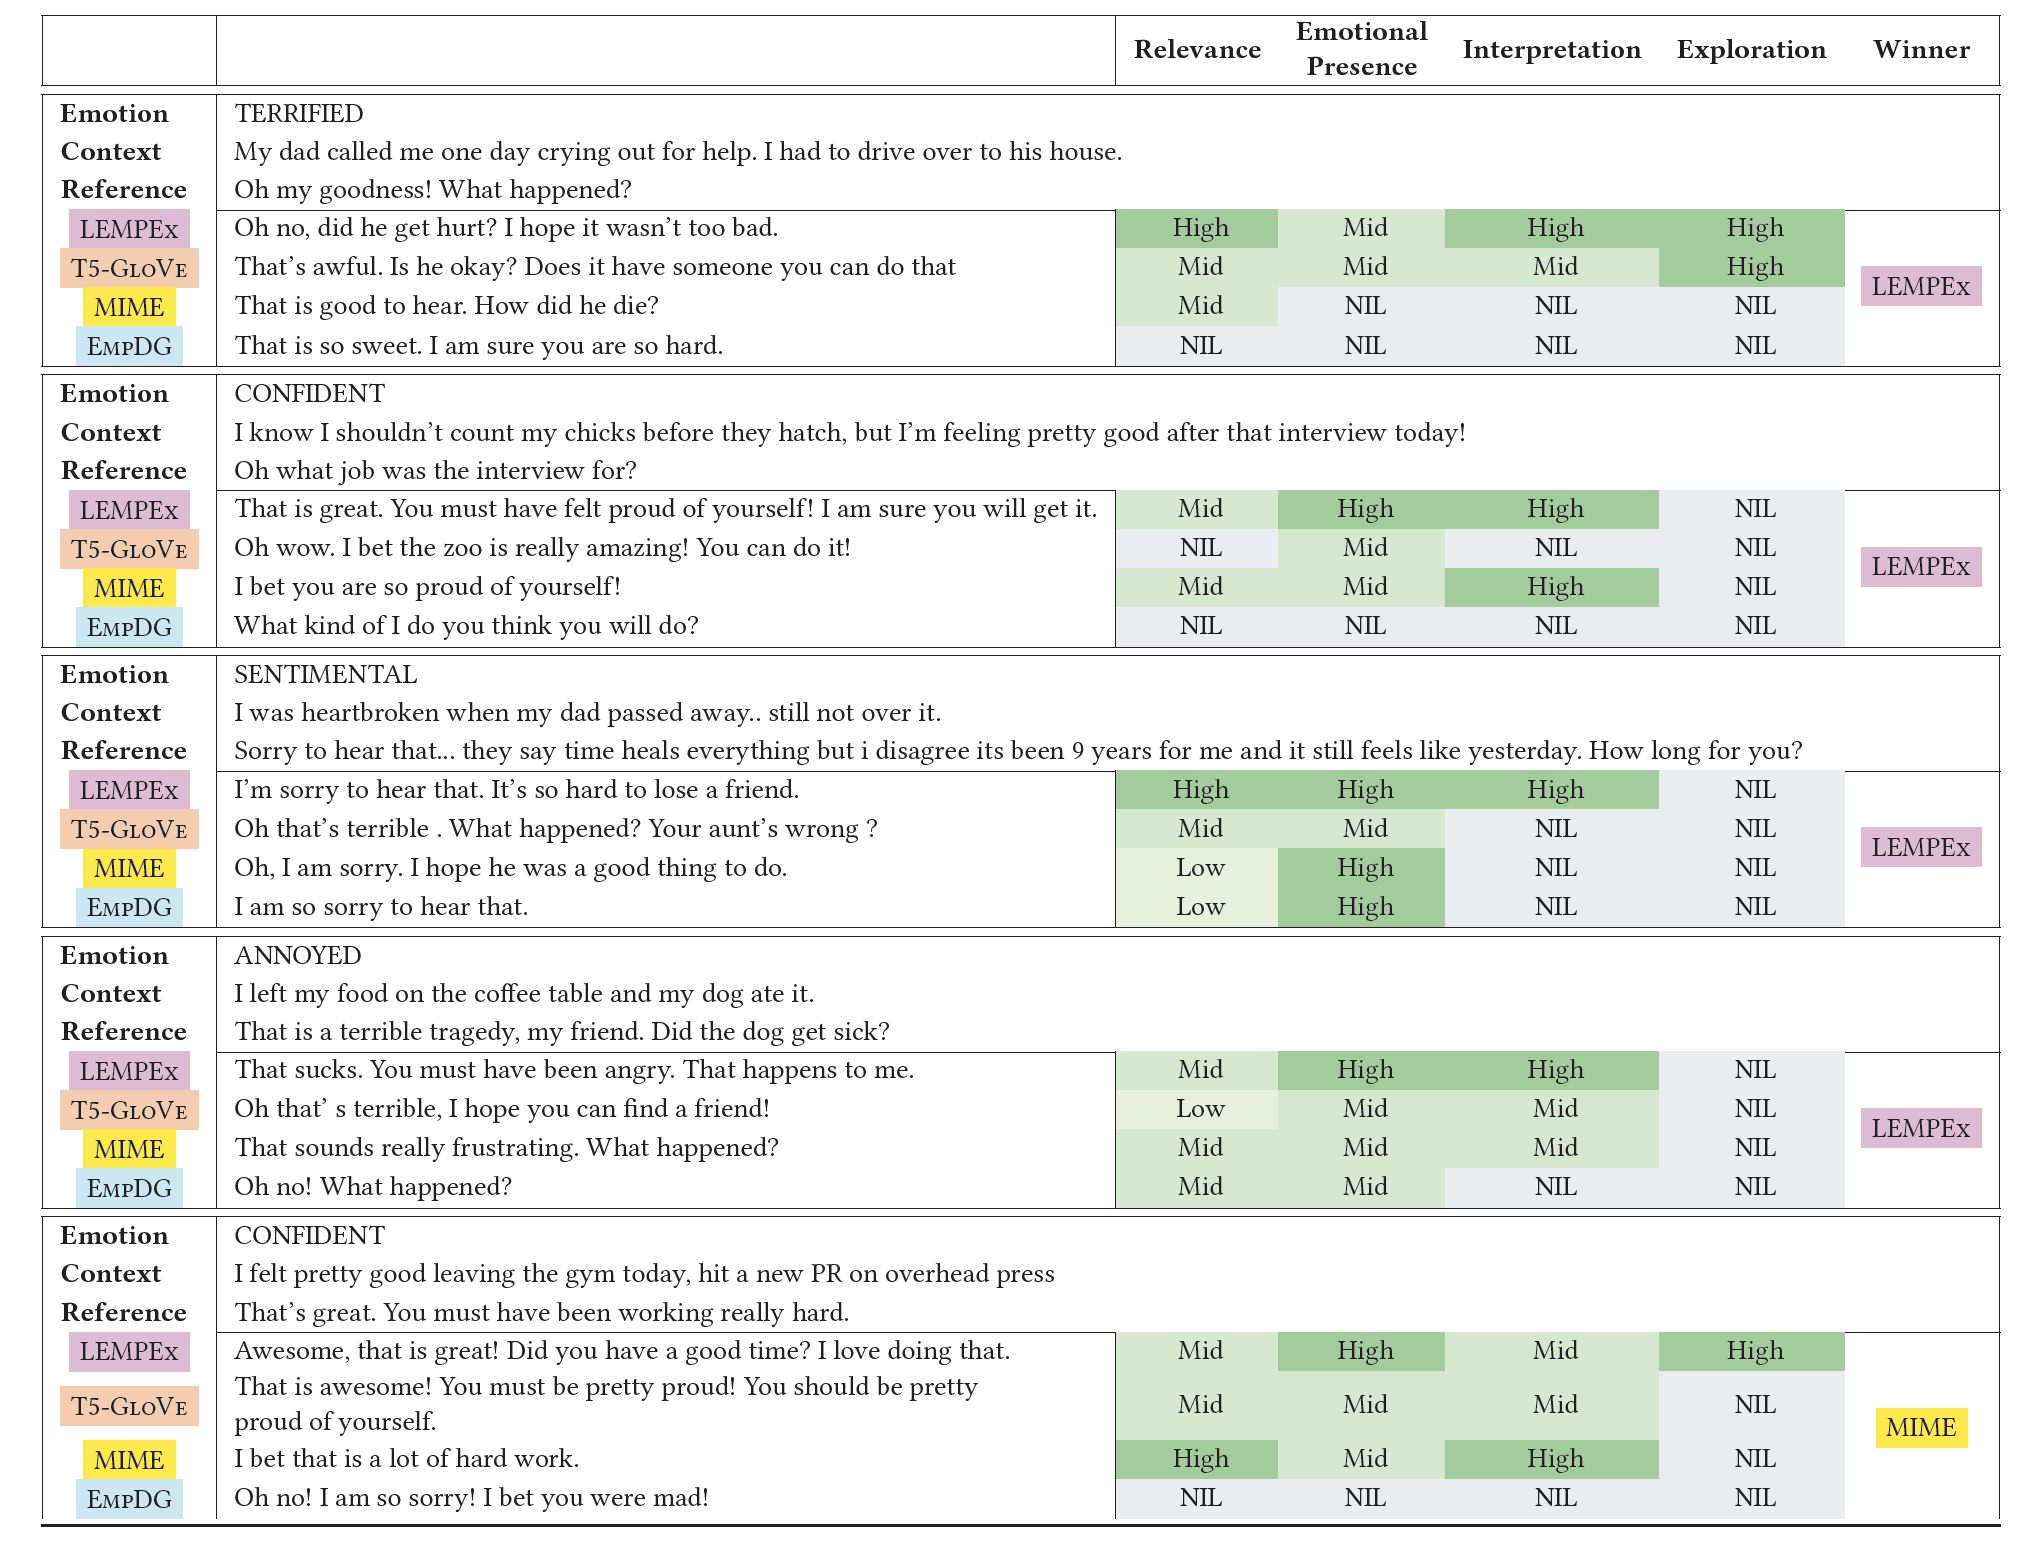 Relevance Emotional Presence Interpretation Exploration Winner
Emotion TERRIFIED
Context My dad called me one day crying out for help. I had to drive over to his house.
Reference Oh my goodness! What happened?
LEMPEx Oh no, did he get hurt? I hope it wasn't too bad. High Mid High High
T5-GloVe That's awful. Is he okay? Does it have someone you can do that Mid Mid Mid High
LEMPEx
MIME That is good to hear. How did he die? Mid NIL NIL NIL
EmpDG That is so sweet. I am sure you are so hard. NIL NIL NIL NIL
Emotion CONFIDENT
Context I know I shouldn't count my chicks before they hatch, but I'm feeling pretty good after that interview today!
Reference Oh what job was the interview for?
LEMPEx That is great. You must have felt proud of yourself! I am sure you will get it. Mid High High NIL
T5-GloVe Oh wow. I bet the zoo is really amazing! You can do it! NIL Mid NIL NIL
LEMPEx
MIME I bet you are so proud of yourself! Mid Mid High NIL
EmpDG What kind of I do you think you will do? NIL NIL NIL NIL
Emotion SENTIMENTAL
Context I was heartbroken when my dad passed away.. still not over it.
Reference Sorry to hear that... they say time heals everything but i disagree its been 9 years for me and it still feels like yesterday. How long for you?
LEMPEx I'm sorry to hear that. It's so hard to lose a friend. High High High NIL
T5-GloVe Oh that's terrible . What happened? Your aunt's wrong ? Mid Mid NIL NIL
LEMPEx
MIME Oh, I am sorry. I hope he was a good thing to do. Low High NIL NIL
EmpDG I am so sorry to hear that. Low High NIL NIL
Emotion ANNOYED
Context I left my food on the coffee table and my dog ate it.
Reference That is a terrible tragedy, my friend. Did the dog get sick?
LEMPEx That sucks. You must have been angry. That happens to me. Mid High High NIL
T5-GloVe Oh that' s terrible, I hope you can find a friend! Low Mid Mid NIL
LEMPEx
MIME That sounds really frustrating. What happened? Mid Mid Mid NIL
EmpDG Oh no! What happened? Mid Mid NIL NIL
Emotion CONFIDENT
Context I felt pretty good leaving the gym today, hit a new PR on overhead press
Reference That's great. You must have been working really hard.
LEMPEx Awesome, that is great! Did you have a good time? I love doing that. Mid High Mid High
T5-GloVe That is awesome! You must be pretty proud! You should be pretty
proud of yourself. Mid Mid Mid NIL
MIME
MIME I bet that is a lot of hard work. High Mid High NIL
EmpDG Oh no! I am so sorry! I bet you were mad! NIL NIL NIL NIL